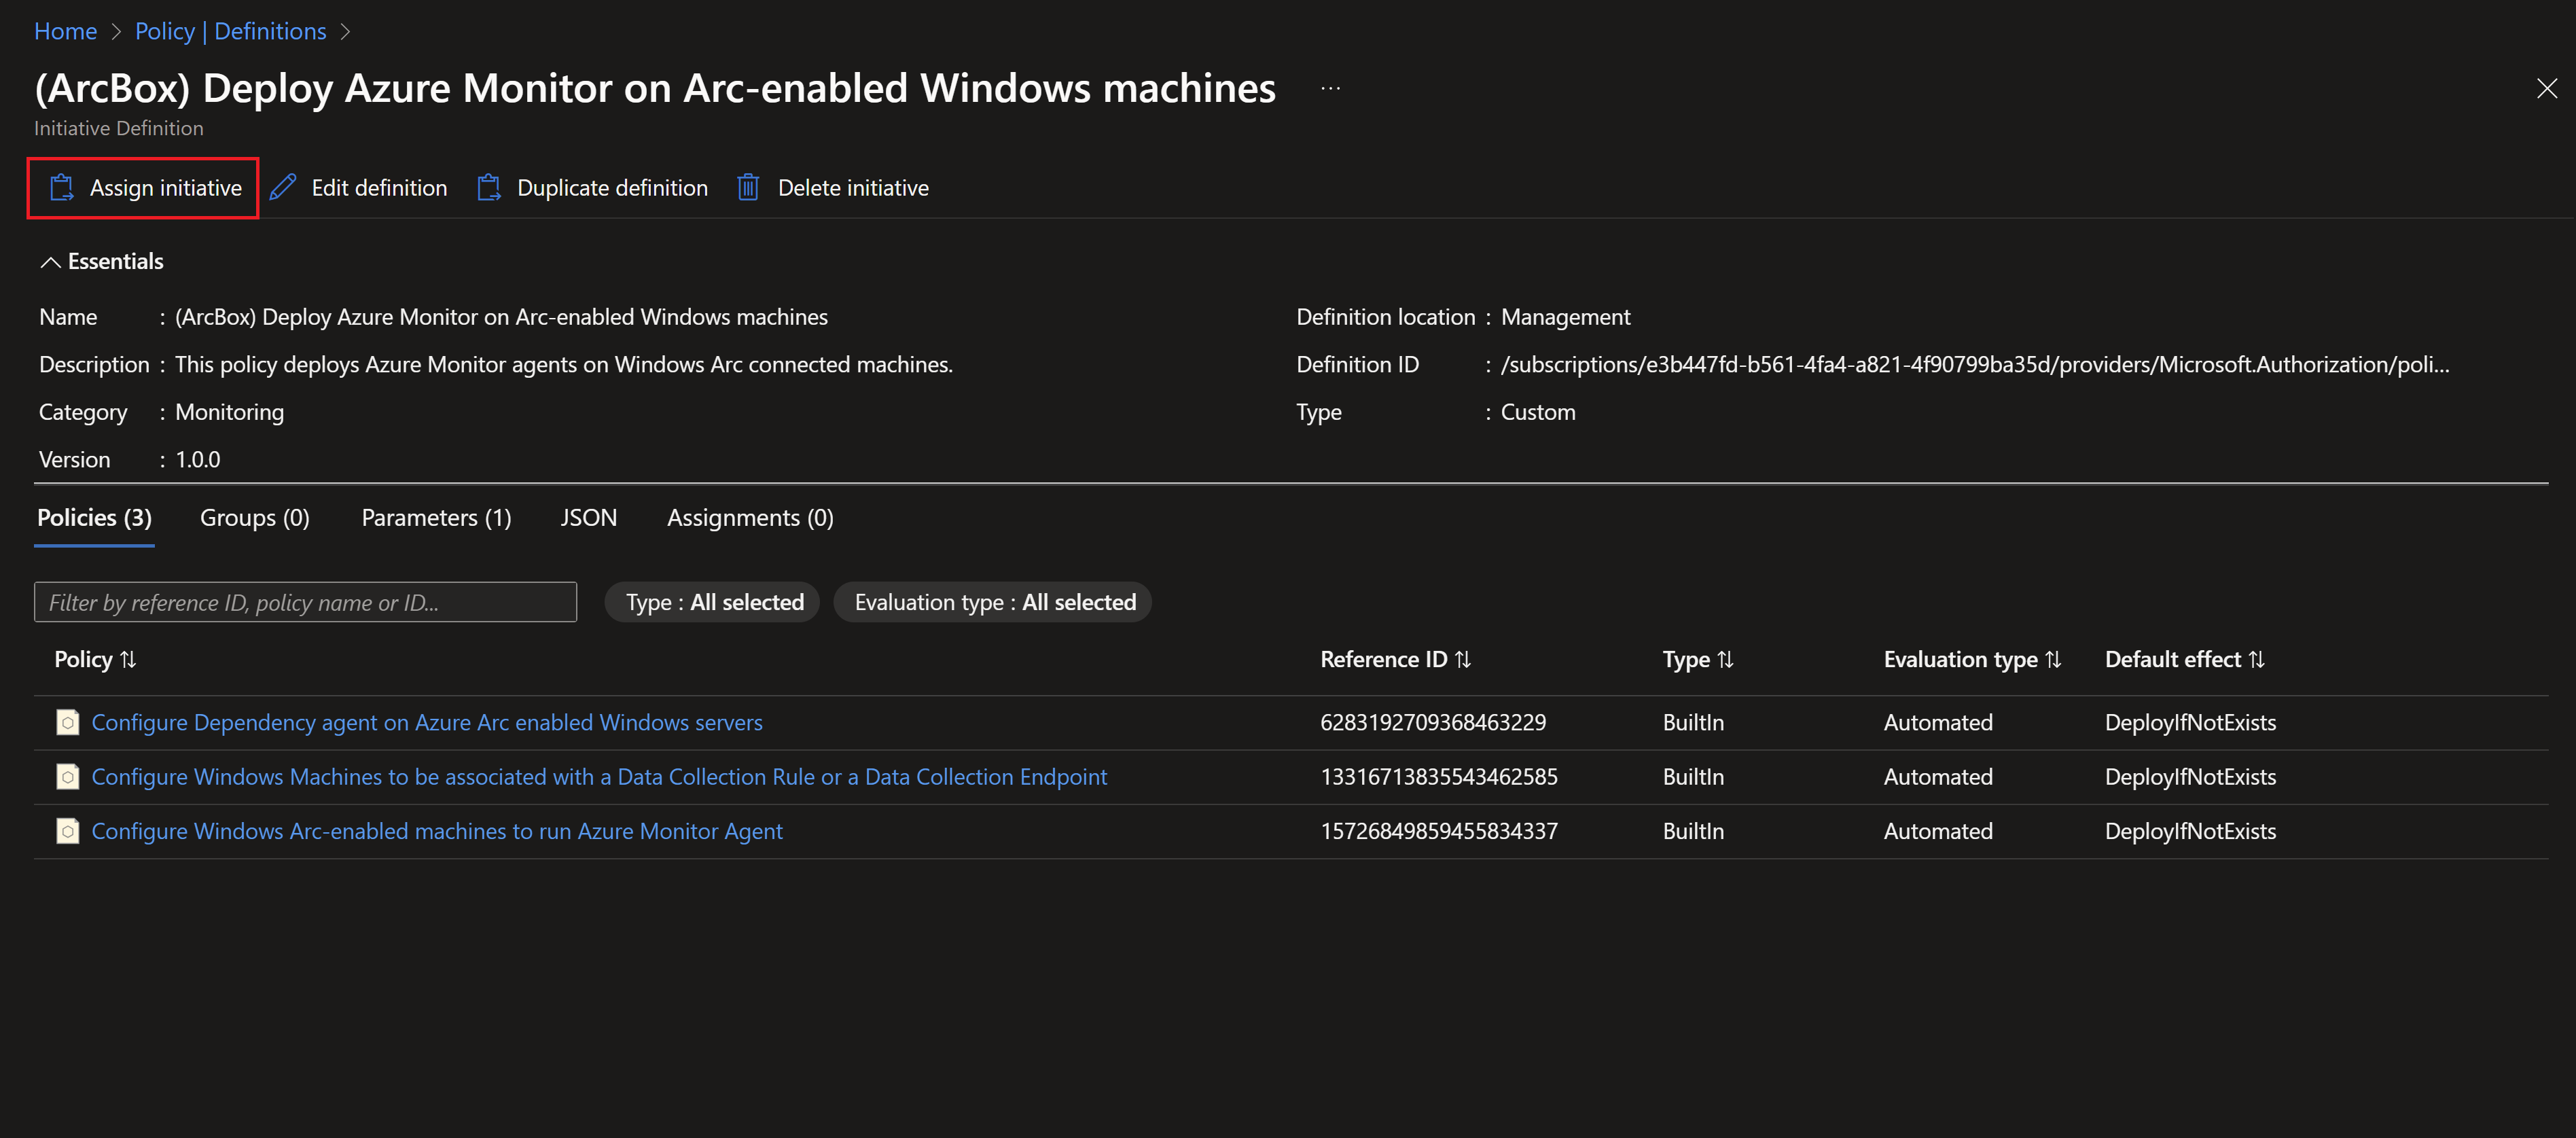 Home > Policy | Definitions >
(ArcBox) Deploy Azure Monitor on Arc-enabled Windows machines ...
Initiative Definition
Assign initiative Edit definition Duplicate definition Delete initiative
Essentials
Name : (ArcBox) Deploy Azure Monitor on Arc-enabled Windows machines Definition location : Management
Description : This policy deploys Azure Monitor agents on Windows Arc connected machines. Definition ID : /subscriptions/e3b447fd-b561-4fa4-a821-4f90799ba35d/providers/Microsoft.Authorization/poli...
Category : Monitoring Type : Custom
Version : 1.0.0
Policies (3) Groups (0) Parameters (1) JSON Assignments (0)
Filter by reference ID, policy name or ID... Type : All selected Evaluation type : All selected
Policy Reference ID Type Evaluation type Default effect
Configure Dependency agent on Azure Arc enabled Windows servers 6283192709368463229 BuiltIn Automated DeployIfNotExists
Configure Windows Machines to be associated with a Data Collection Rule or a Data Collection Endpoint 13316713835543462585 BuiltIn Automated DeployIfNotExists
Configure Windows Arc-enabled machines to run Azure Monitor Agent 15726849859455834337 BuiltIn Automated DeployIfNotExists